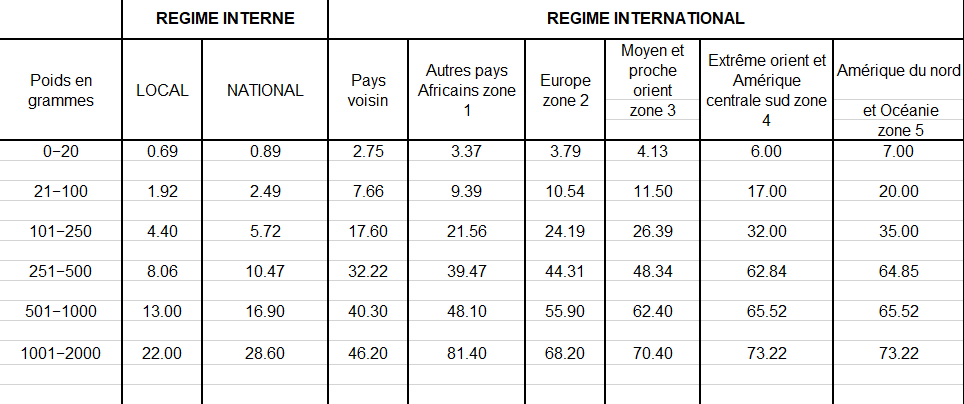 REGIME INTERNE REGIME INTERNATIONAL
Poids en grammes LOCAL NATIONAL Pays voisin Autres pays Africains zone 1 Europe zone 2 Moyen et proche orient zone 3 Extrême orient et Amérique centrale sud zone 4 Amérique du nord et Océanie zone 5
0−20 0.69 0.89 2.75 3.37 3.79 4.13 6.00 7.00
21−100 1.92 2.49 7.66 9.39 10.54 11.50 17.00 20.00
101−250 4.40 5.72 17.60 21.56 24.19 26.39 32.00 35.00
251−500 8.06 10.47 32.22 39.47 44.31 48.34 62.84 64.85
501−1000 13.00 16.90 40.30 48.10 55.90 62.40 65.52 65.52
1001−2000 22.00 28.60 46.20 81.40 68.20 70.40 73.22 73.22